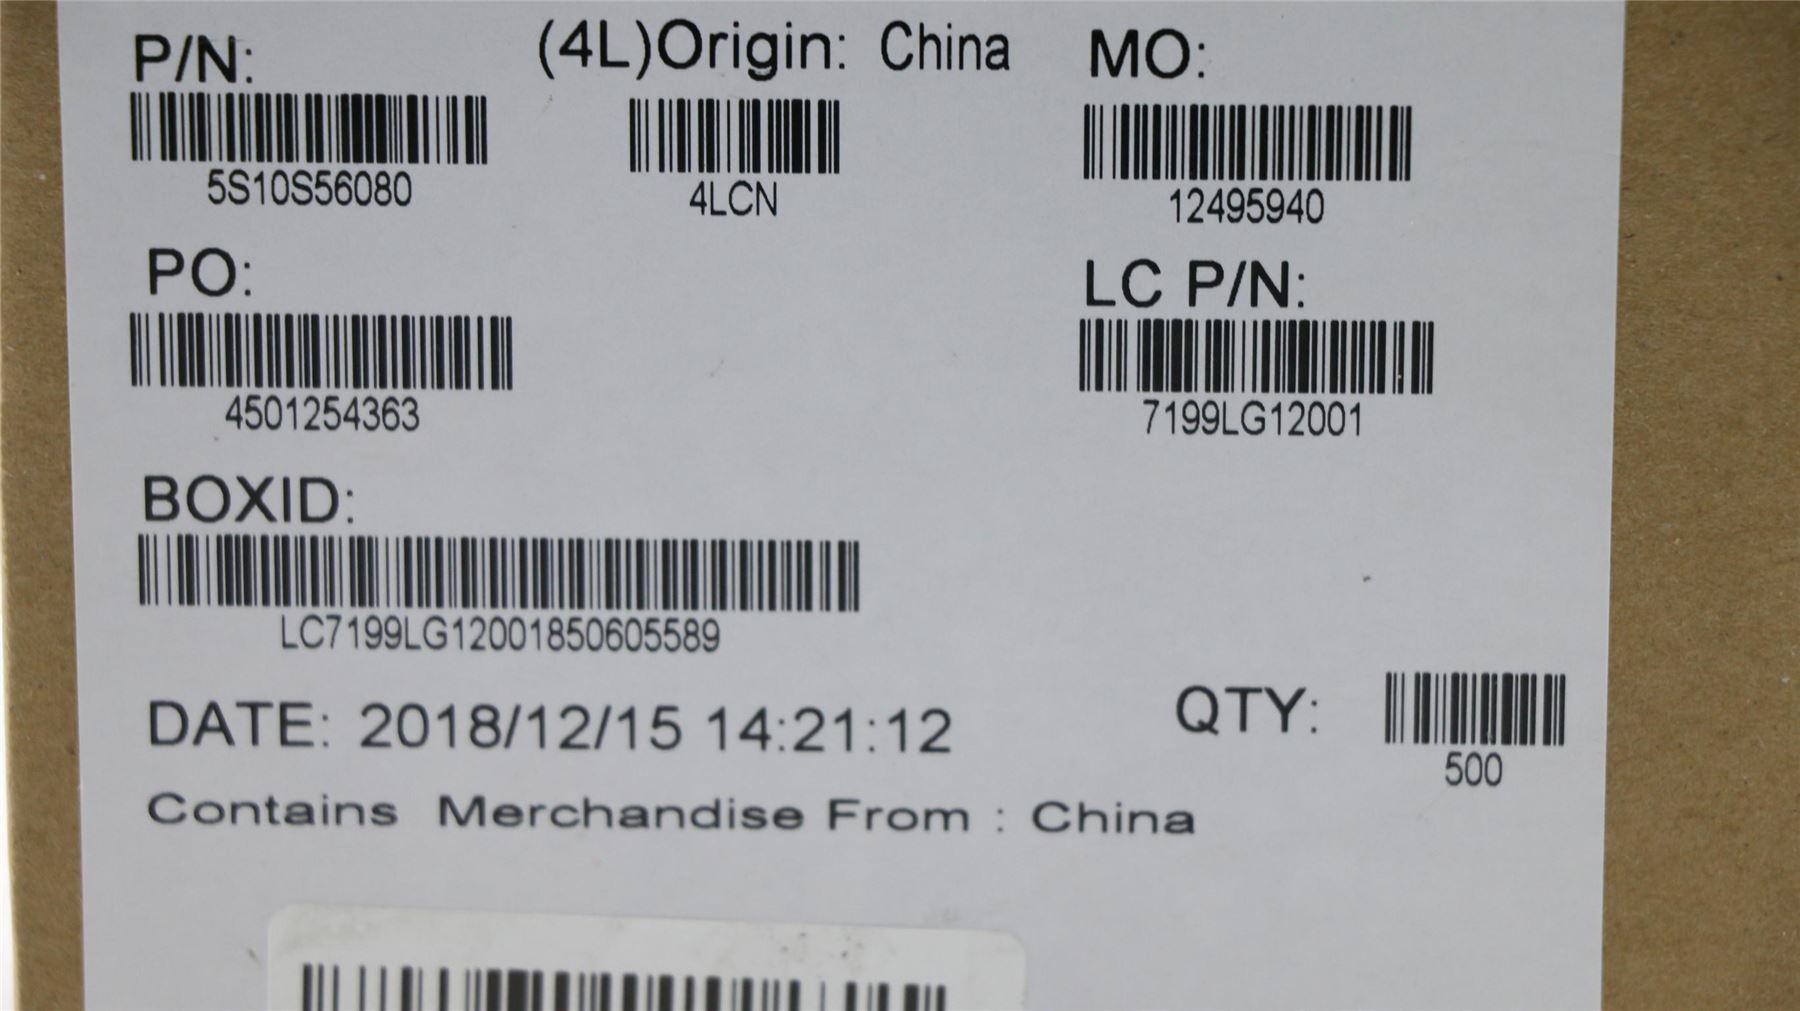 P/N: (4L)Origin: China MO:
5S10S56080 4LCN 12495940
PO: LC P/N:
4501254363 7199LG12001
BOXID:
LC7199LG12001850605589
DATE: 2018/12/15 14:21:12 QTY:
500
Contains Merchandise From : China